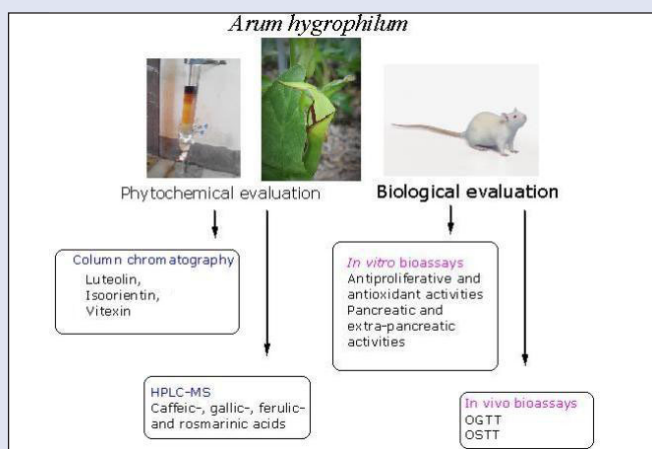 Arum hygrophilum
Phytochemical evaluation
Biological evaluation
Column chromatography
Luteolin,
Isoorientin,
Vitexin
HPLC-MS
Caffeic-, gallic-, ferulic-
and rosmarinic acids
In vitro bioassays
Antiproliferative and
antioxidant activities
Pancreatic and
extra-pancreatic
activities
In vivo bioassays
OGTT
OSTT